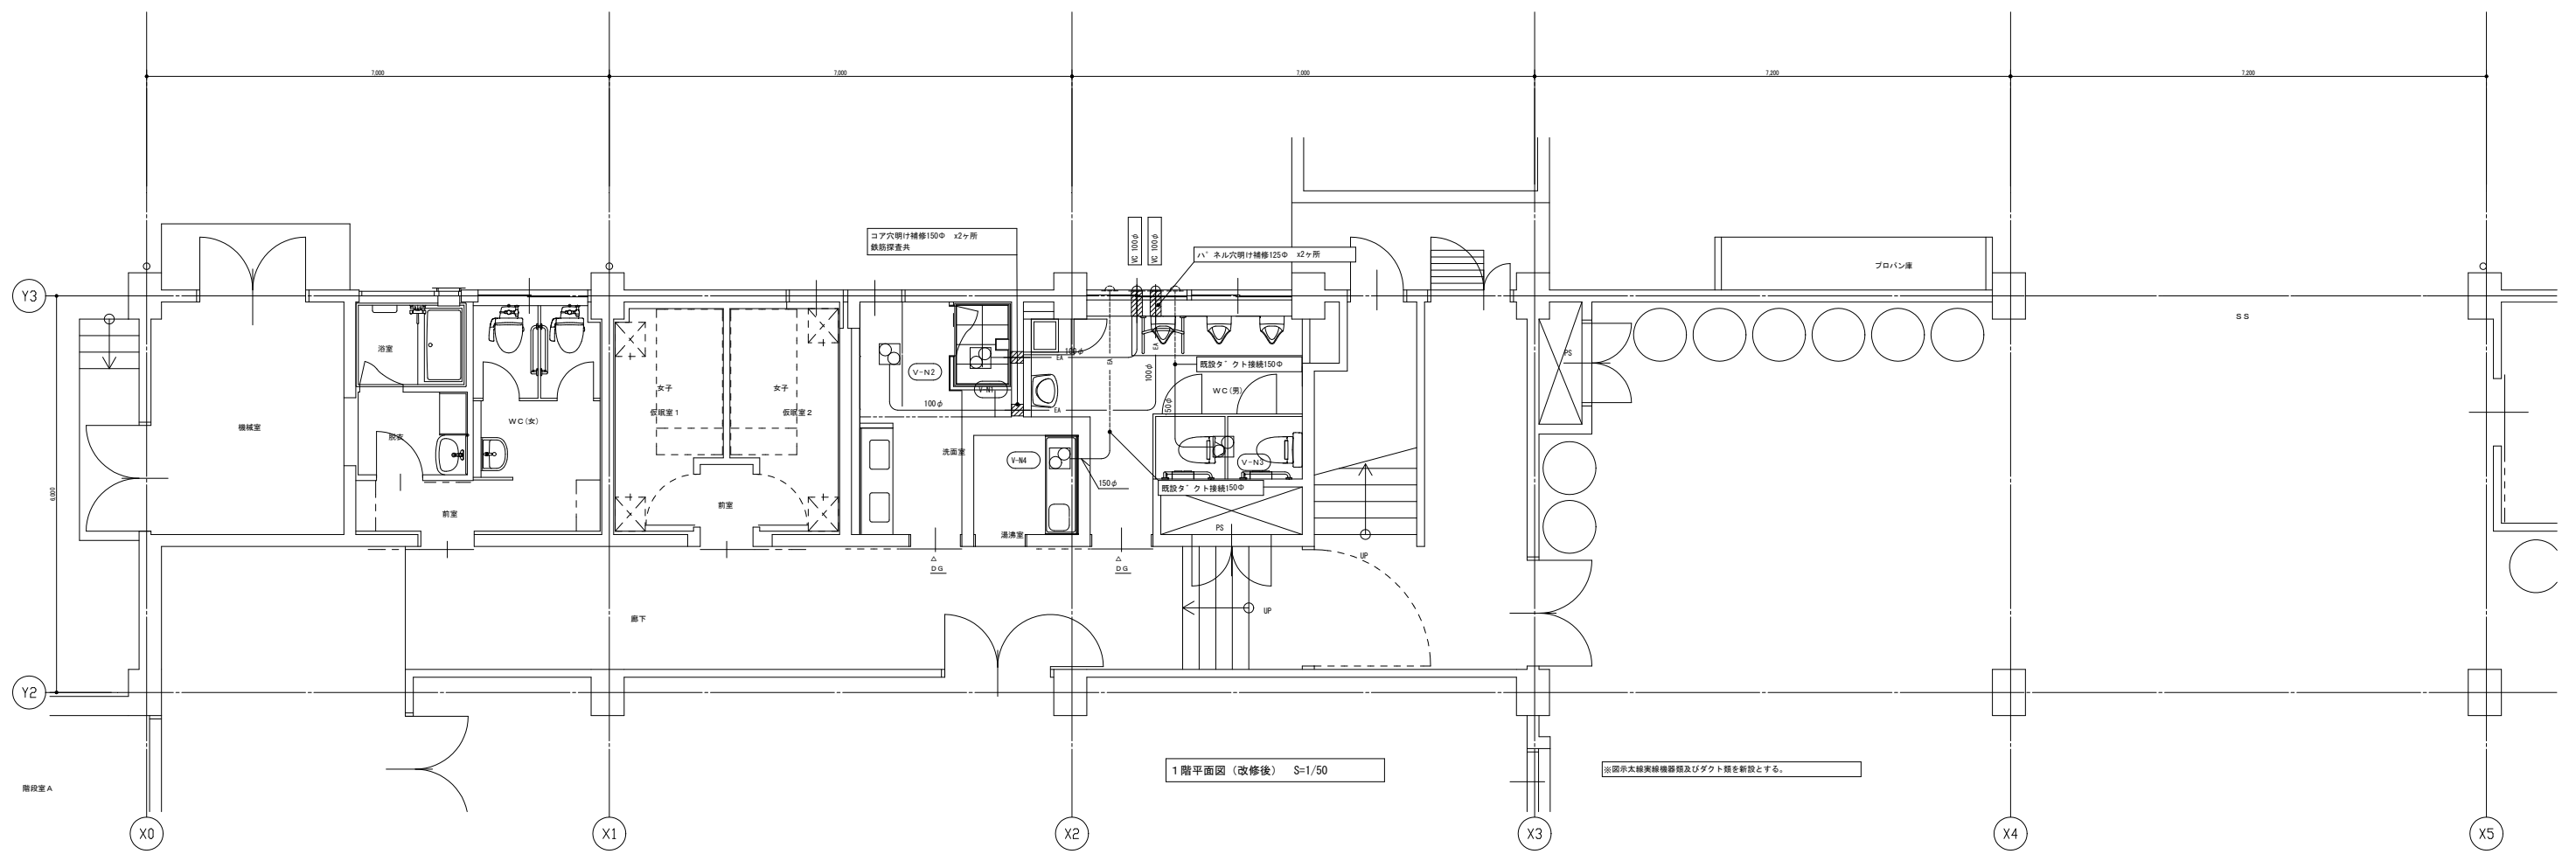 7,000
7,000
7,000
7,200
7,200
コア穴明け補修150Φ x2ヶ所
鉄筋探査共
VC 100φ
VC 100φ
ハ゛ネル穴明け補修125Φ x2ヶ所
プロパン庫
Y3
SS
浴室
EA
100φ
EA
EA
PS
V-N2
既設タ゛クト接続150Φ
100φ
女子
女子
V-N1
WC(男)
100φ
EA
50φ
仮眠室1
仮眠室2
WC(女)
機械室
脱衣
洗面室
V-N4
V-N3
150φ
既設タ゛クト接続150Φ
6,000
前室
前室
PS
湯沸室
UP
DG
DG
UP
廊下
Y2
1階平面図(改修後) S=1/50
※図示太線実線機器類及びダクト類を新設とする。
階段室A
X0
X1
X2
X3
X4
X5